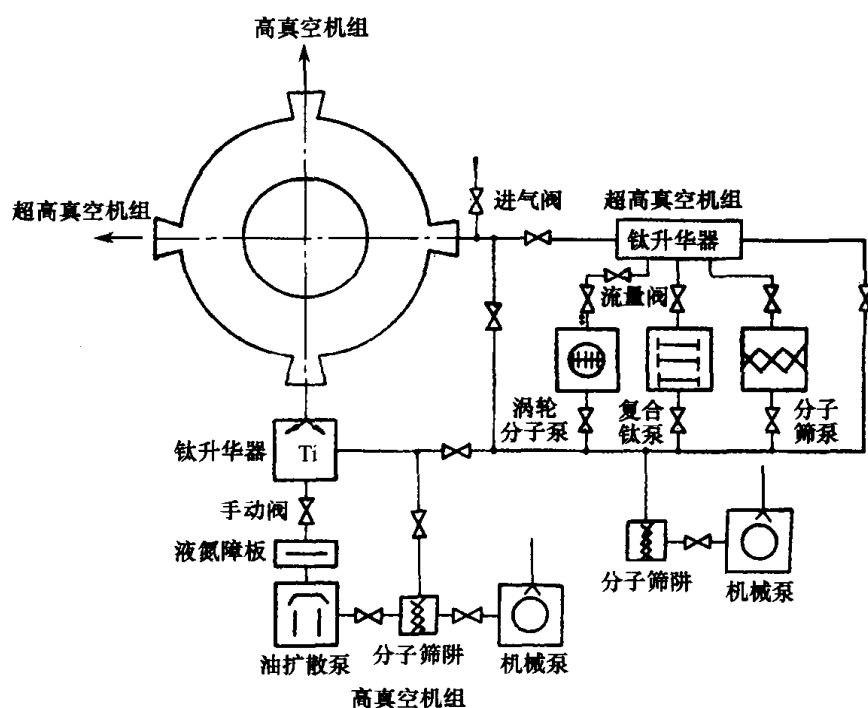 高真空机组
超高真空机组
进气阀
超高真空机组
钛升华器
流量阀
涡轮
分子泵
复合
钛泵
分子
筛泵
钛升华器
Ti
手动阀
液氮障板
油扩散泵
分子筛阱
机械泵
分子筛阱
机械泵
高真空机组